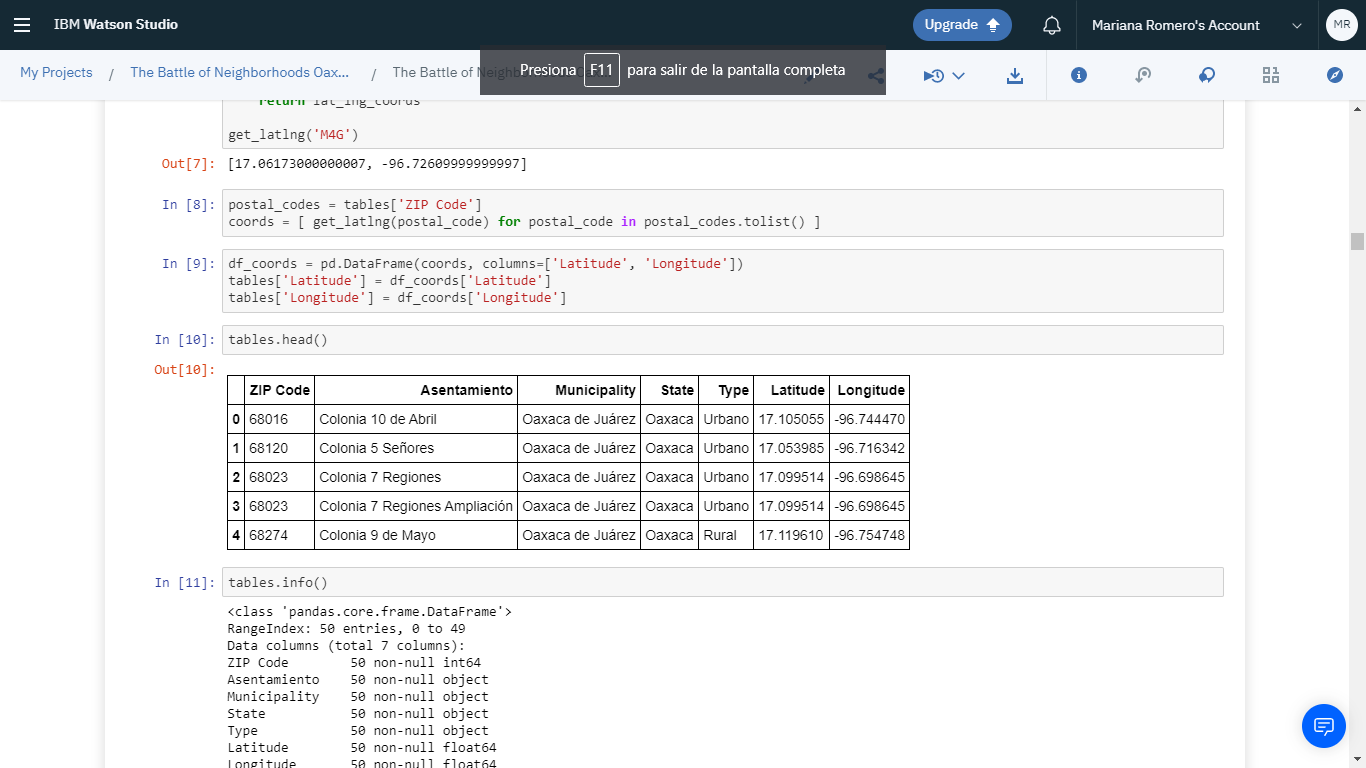 IBM Watson Studio
Upgrade
Mariana Romero's Account
MR
My Projects / The Battle of Neighborhoods Oax... / The Battle of
Presiona F11 para salir de la pantalla completa
return lat_lng_coords
get_latlng('M4G')
Out[7]: [17.06173000000007, -96.72609999999997]
In [8]: postal_codes = tables['ZIP Code']
coords = [ get_latlng(postal_code) for postal_code in postal_codes.tolist() ]
In [9]: df_coords = pd.DataFrame(coords, columns=['Latitude', 'Longitude'])
tables['Latitude'] = df_coords['Latitude']
tables['Longitude'] = df_coords['Longitude']
In [10]: tables.head()
Out[10]:
ZIP Code Asentamiento Municipality State Type Latitude Longitude
0 68016 Colonia 10 de Abril Oaxaca de Juárez Oaxaca Urbano 17.105055 -96.744470
1 68120 Colonia 5 Señores Oaxaca de Juárez Oaxaca Urbano 17.053985 -96.716342
2 68023 Colonia 7 Regiones Oaxaca de Juárez Oaxaca Urbano 17.099514 -96.698645
3 68023 Colonia 7 Regiones Ampliación Oaxaca de Juárez Oaxaca Urbano 17.099514 -96.698645
4 68274 Colonia 9 de Mayo Oaxaca de Juárez Oaxaca Rural 17.119610 -96.754748
In [11]: tables.info()
<class 'pandas.core.frame.DataFrame'>
RangeIndex: 50 entries, 0 to 49
Data columns (total 7 columns):
ZIP Code 50 non-null int64
Asentamiento 50 non-null object
Municipality 50 non-null object
State 50 non-null object
Type 50 non-null object
Latitude 50 non-null float64
Longitude 50 non-null float64